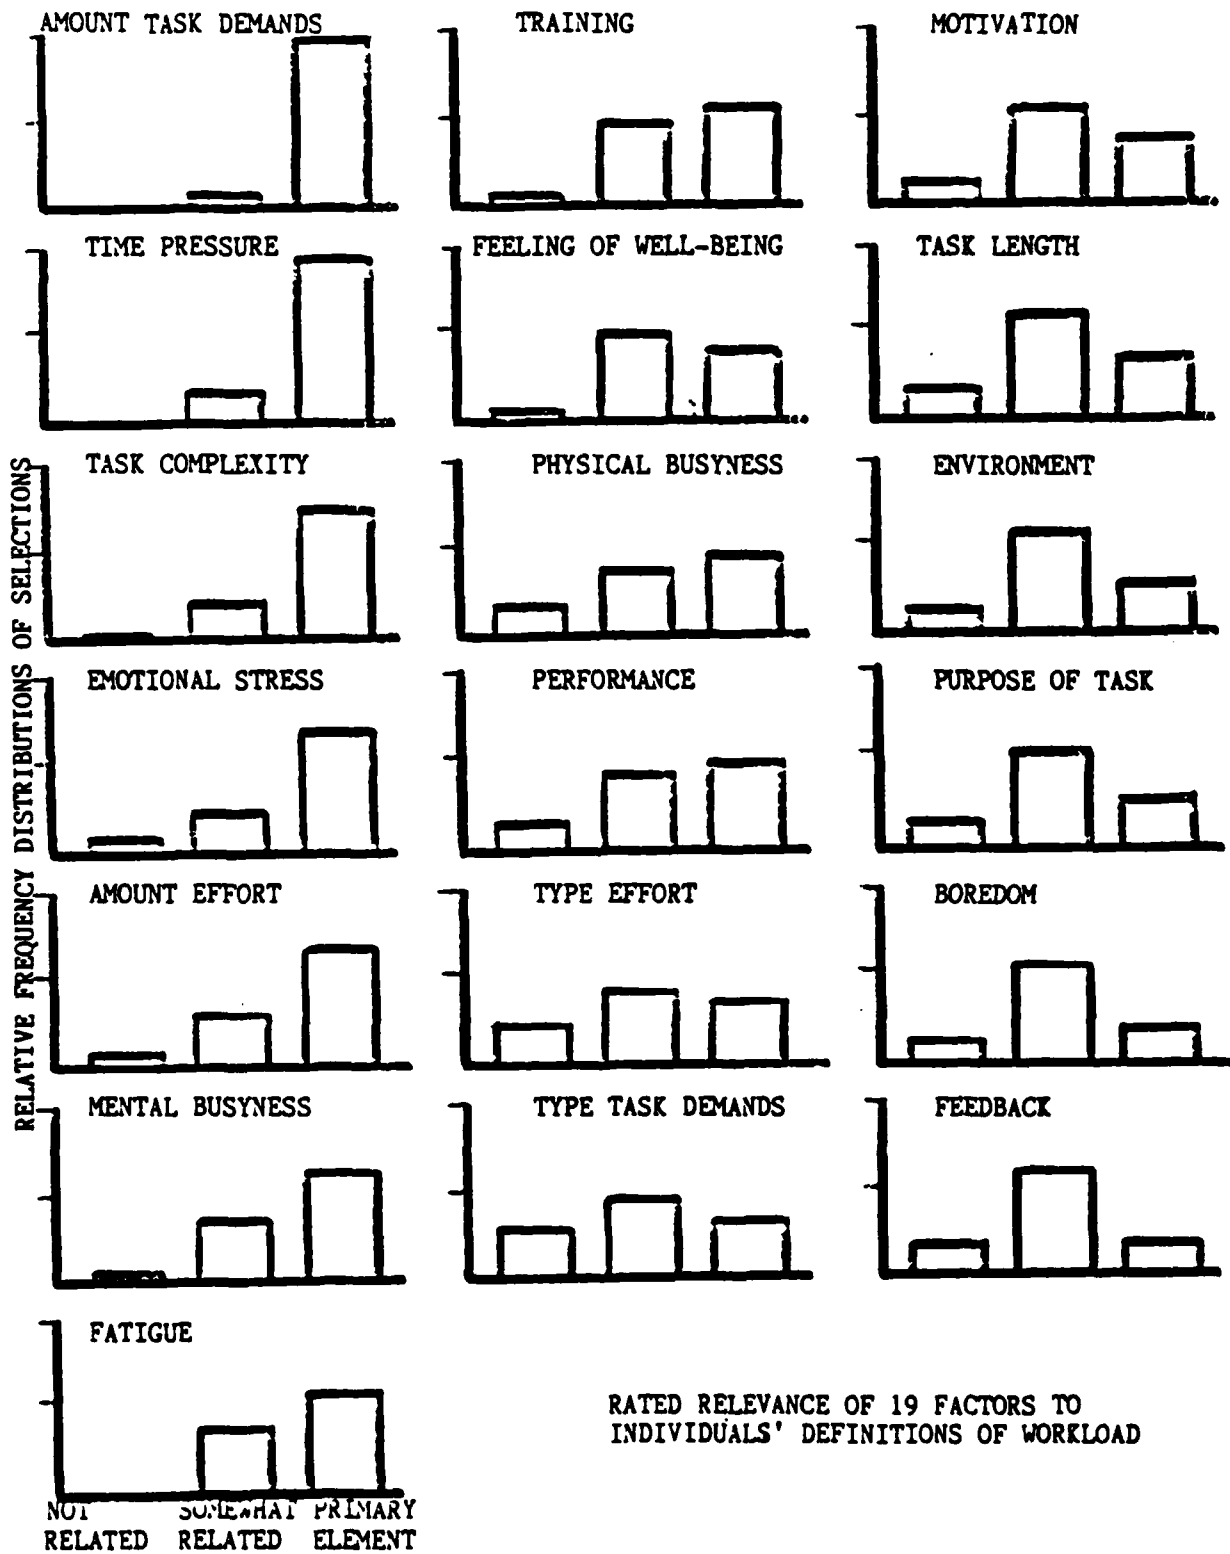 AMOUNT TASK DEMANDS
TRAINING
MOTIVATION
TIME PRESSURE
FEELING OF WELL-BEING
TASK LENGTH
TASK COMPLEXITY
PHYSICAL BUSYNESS
ENVIRONMENT
EMOTIONAL STRESS
PERFORMANCE
PURPOSE OF TASK
AMOUNT EFFORT
TYPE EFFORT
BOREDOM
MENTAL BUSYNESS
TYPE TASK DEMANDS
FEEDBACK
FATIGUE
RELATIVE FREQUENCY DISTRIBUTIONS OF SELECTIONS
RATED RELEVANCE OF 19 FACTORS TO
INDIVIDUALS' DEFINITIONS OF WORKLOAD
NOT SOMEWHAT PRIMARY
RELATED RELATED ELEMENT